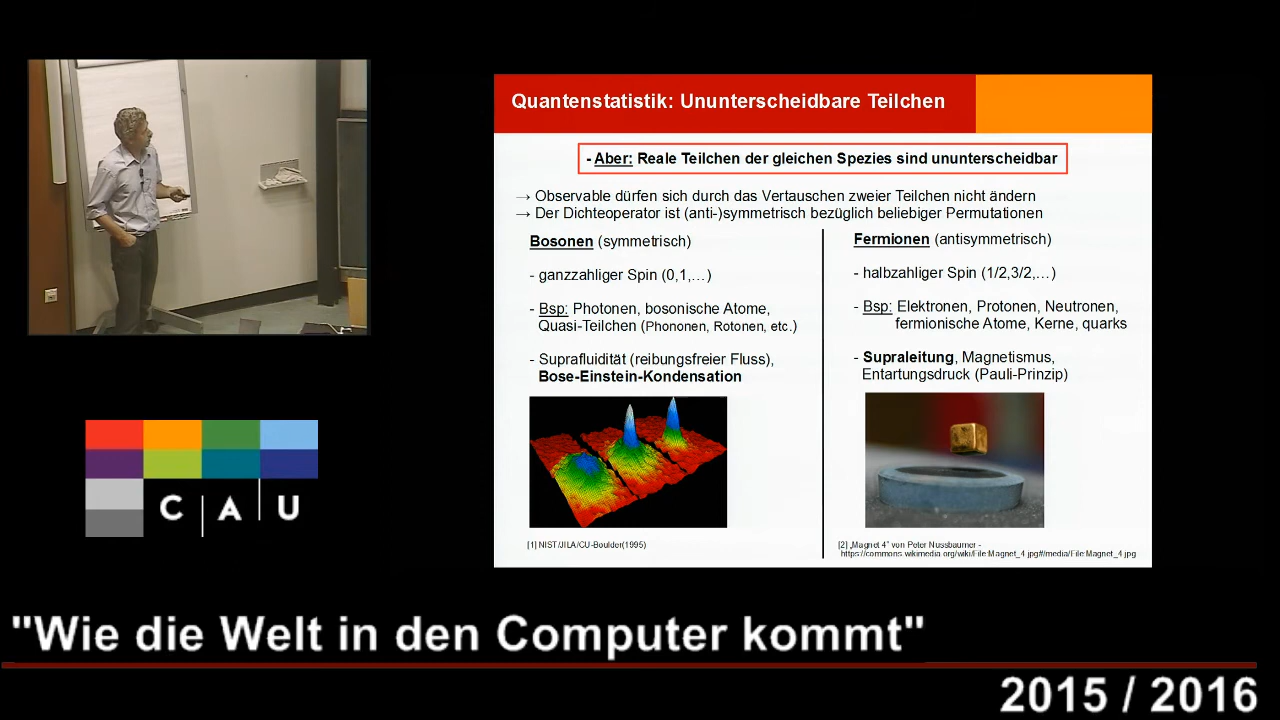 Quantenstatistik: Ununterscheidbare Teilchen
- Aber: Reale Teilchen der gleichen Spezies sind ununterscheidbar
→ Observable dürfen sich durch das Vertauschen zweier Teilchen nicht ändern
→ Der Dichteoperator ist (anti-)symmetrisch bezüglich beliebiger Permutationen
Bosonen (symmetrisch)
- ganzzahliger Spin (0,1,…)
- Bsp: Photonen, bosonische Atome,
Quasi-Teilchen (Phononen, Rotonen, etc.)
- Suprafluidität (reibungsfreier Fluss),
Bose-Einstein-Kondensation
[1] NIST/JILA/CU-Boulder(1995)
Fermionen (antisymmetrisch)
- halbzahliger Spin (1/2,3/2,…)
- Bsp: Elektronen, Protonen, Neutronen,
fermionische Atome, Kerne, quarks
- Supraleitung, Magnetismus,
Entartungsdruck (Pauli-Prinzip)
[2] „Magnet 4" von Peter Nussbaumer -
https://commons.wikimedia.org/wiki/File:Magnet_4.jpg#/media/File:Magnet_4.jpg
C A U
"Wie die Welt in den Computer kommt"
2015 / 2016